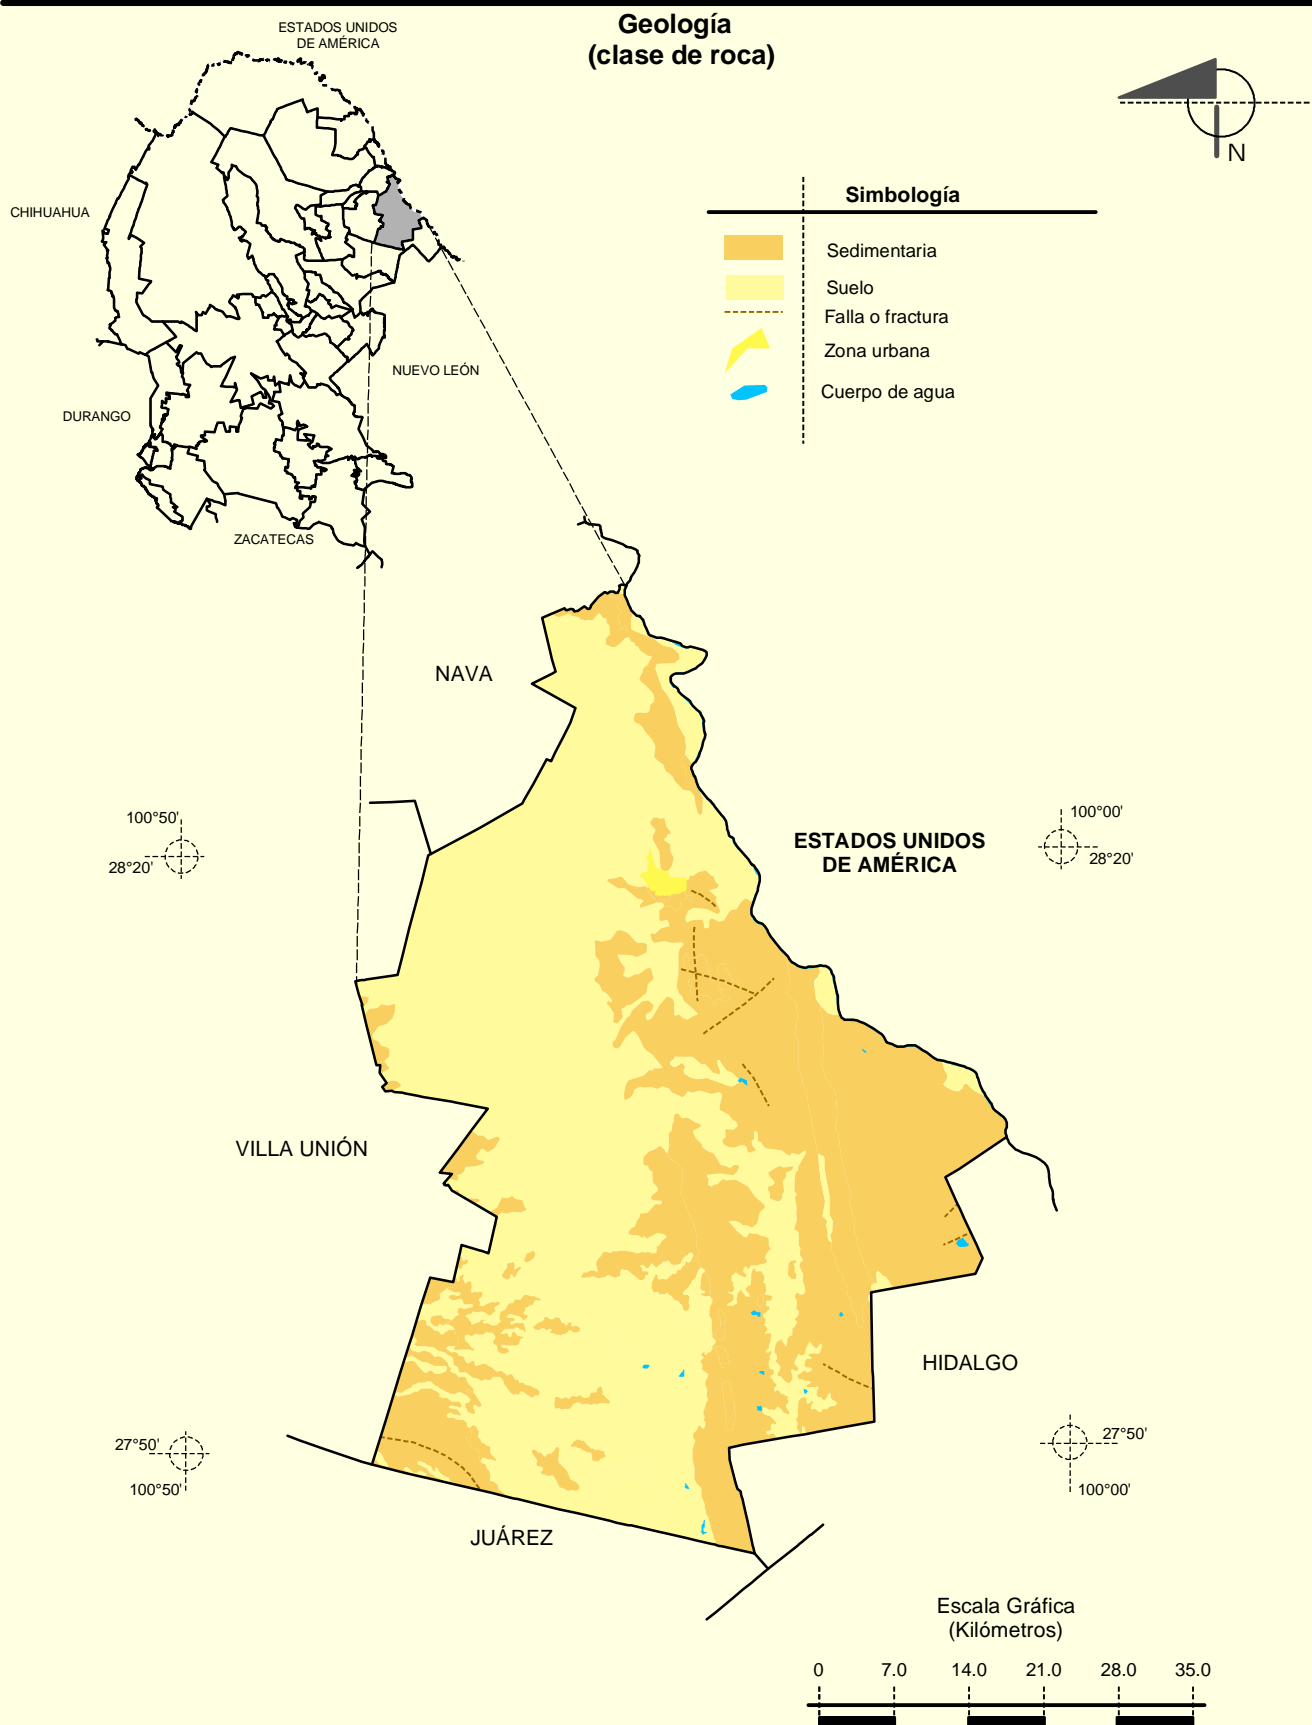 Geología
(clase de roca)
ESTADOS UNIDOS
DE AMÉRICA
N
CHIHUAHUA
Simbología
Sedimentaria
Suelo
Falla o fractura
Zona urbana
Cuerpo de agua
NUEVO LEÓN
DURANGO
ZACATECAS
NAVA
100°50'
28°20'
ESTADOS UNIDOS
DE AMÉRICA
100°00'
28°20'
VILLA UNIÓN
HIDALGO
27°50'
100°50'
27°50'
100°00'
JUÁREZ
Escala Gráfica
(Kilómetros)
0 7.0 14.0 21.0 28.0 35.0